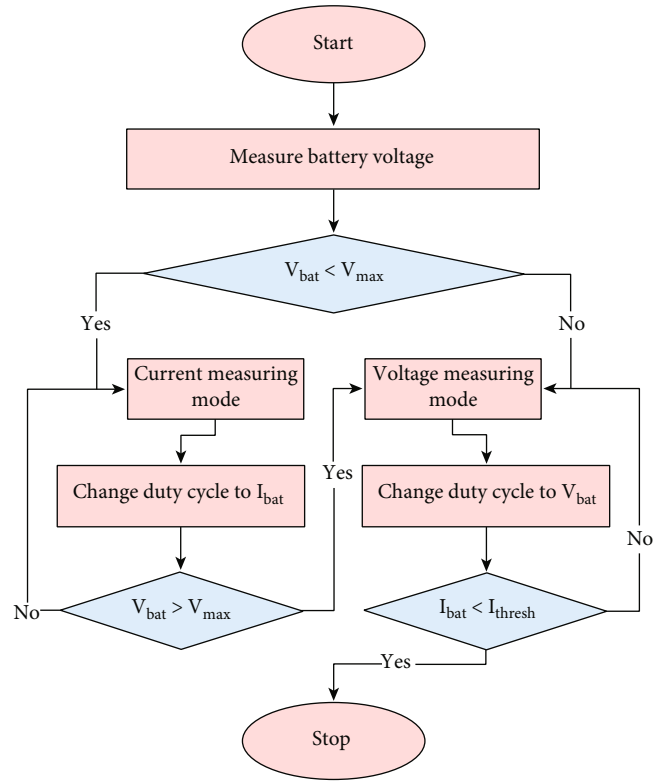 Start
Measure battery voltage
V_bat < V_max
Yes
No
Current measuring
mode
Voltage measuring
mode
Yes
Change duty cycle to I_bat
Change duty cycle to V_bat
No
No
V_bat > V_max
I_bat < I_thresh
Yes
Stop